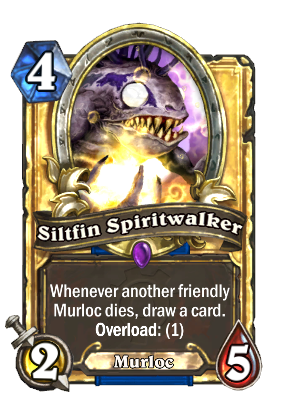 4
Siltfin Spiritwalker
Whenever another friendly
Murloc dies, draw a card.
Overload: (1)
2
Murloc
5